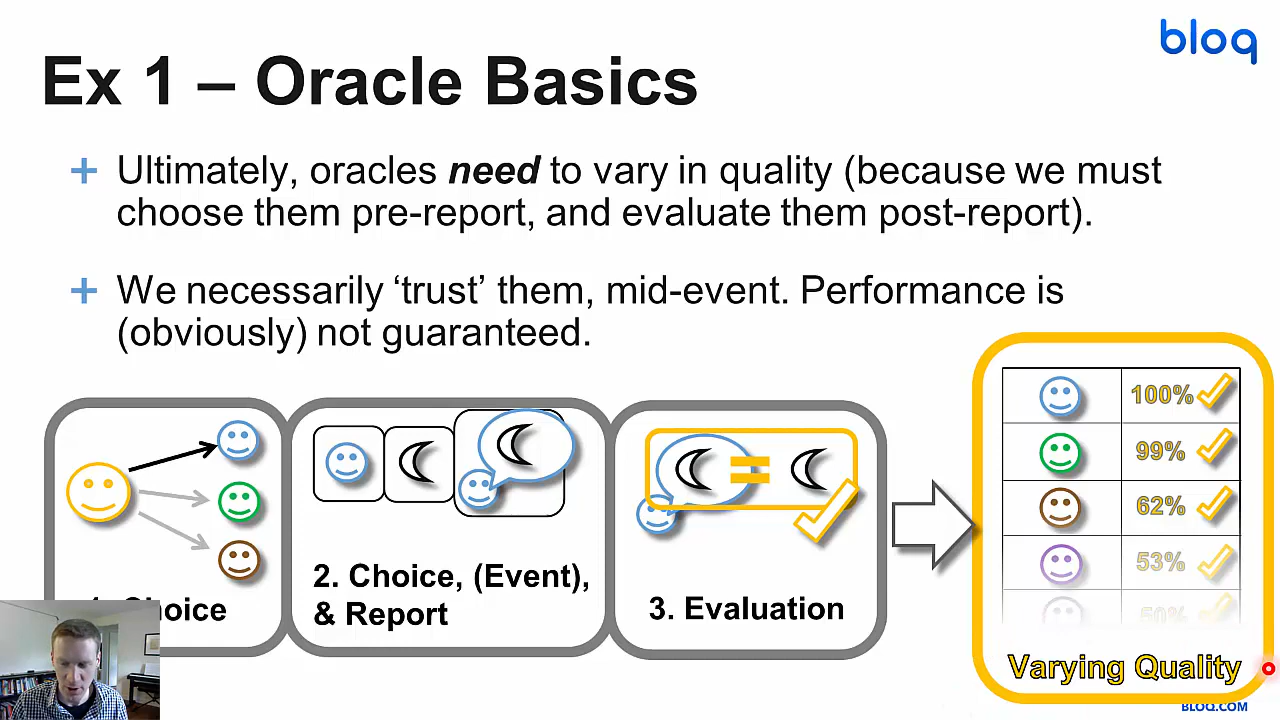 bloq
Ex 1 – Oracle Basics
Ultimately, oracles need to vary in quality (because we must
choose them pre-report, and evaluate them post-report).
We necessarily ‘trust’ them, mid-event. Performance is
(obviously) not guaranteed.
Choice
2. Choice, (Event),
& Report
3. Evaluation
100%
99%
62%
53%
50%
Varying Quality
BLOQ.COM